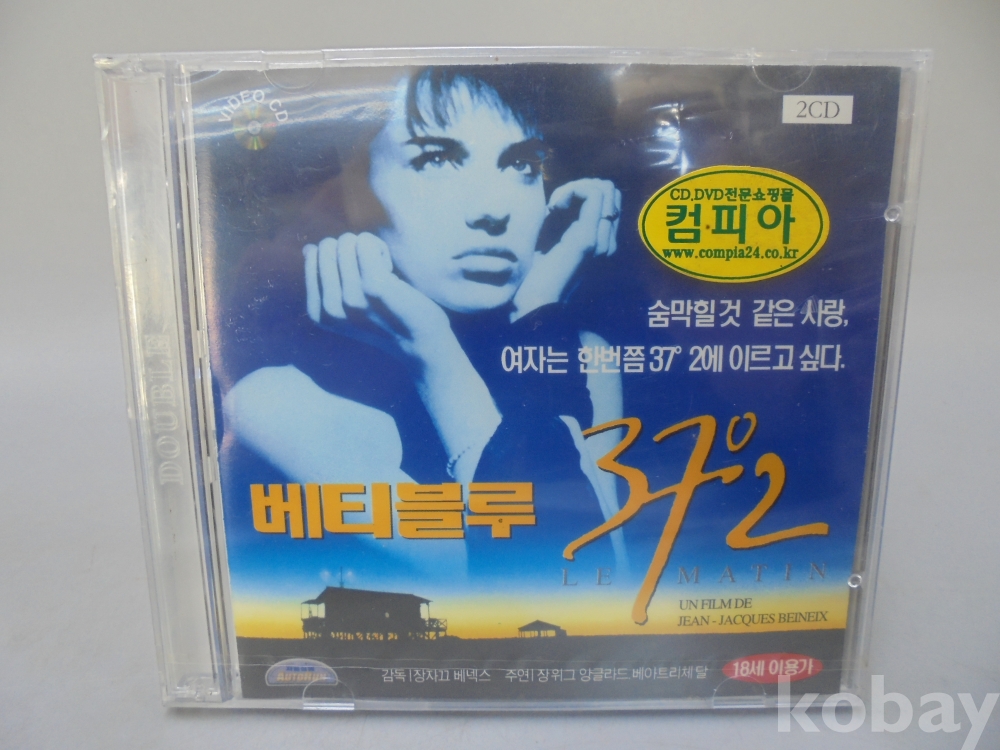 VIDEO CD
2CD
CD,DVD전문쇼핑몰
컴피아
www.compia24.co.kr
숨막힐것 같은 사랑,
여자는 한번쯤 37° 2에 이르고 싶다.
37°2
베티블루
LE MATIN
UN FILM DE
JEAN-JACQUES BEINEIX
감독|장자끄 베넥스 주연|장 위그 앙글라드 베아트리체 달
18세 이용가
DOUBLE
kobay